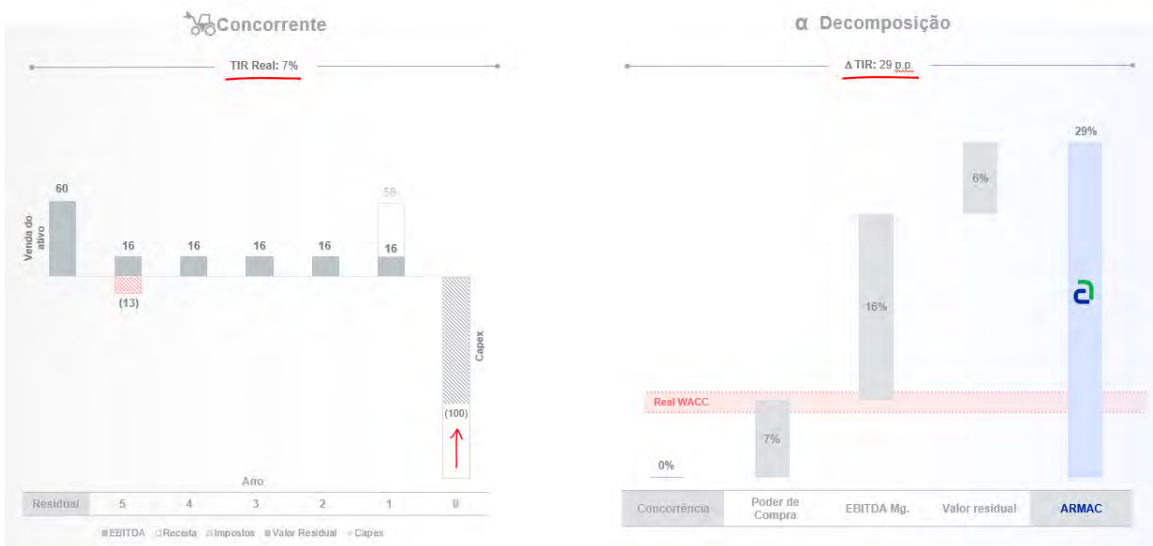 Concorrente
TIR Real: 7%
60
Venda do
ativo
16
16
16
16
16
(13)
Capex
(100)
Ano
Residual 5 4 3 2 1 0
EBITDA Receita Impostos Valor Residual Capex
α Decomposição
Δ TIR: 29 p.p.
29%
6%
16%
Real WACC
7%
0%
Concorrência
Poder de
Compra
EBITDA Mg.
Valor residual
ARMAC